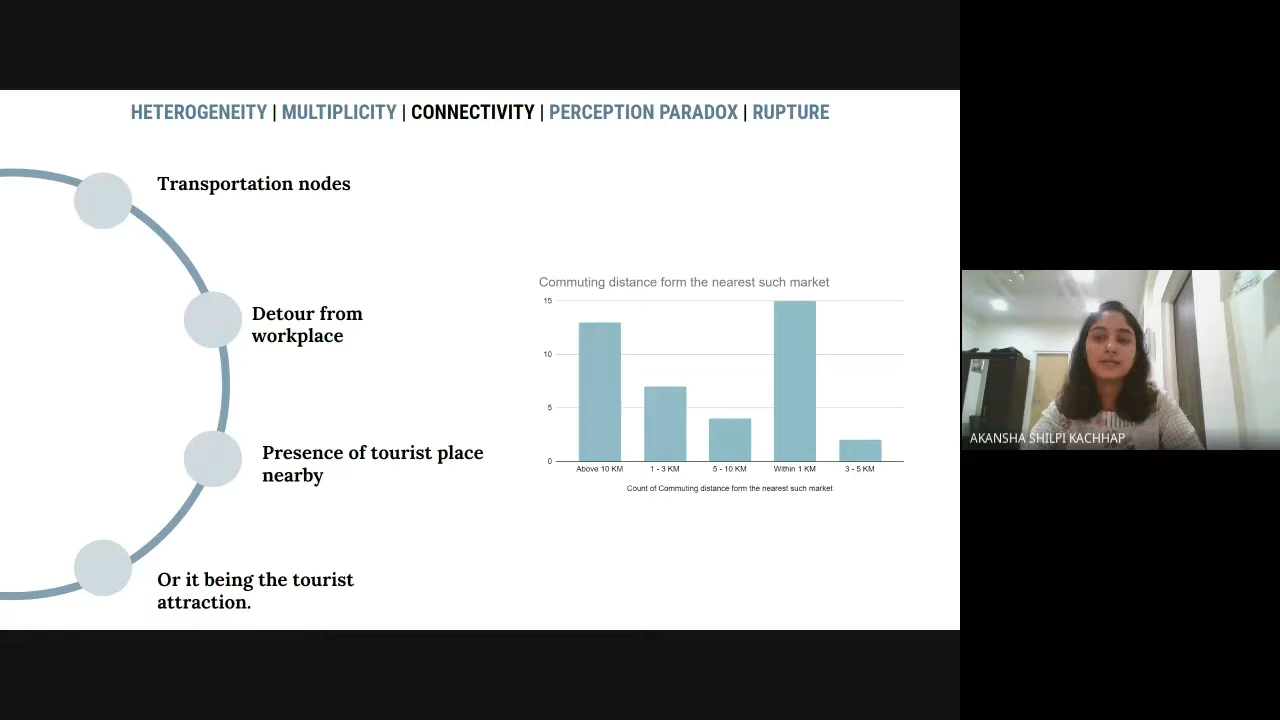 HETEROGENEITY | MULTIPLICITY | CONNECTIVITY | PERCEPTION PARADOX | RUPTURE
Transportation nodes
Detour from
workplace
Presence of tourist place
nearby
Or it being the tourist
attraction.
Commuting distance form the nearest such market
15
10
5
0
Above 10 KM
1 - 3 KM
5 - 10 KM
Within 1 KM
3 - 5 KM
Count of Commuting distance form the nearest such market
AKANSHA SHILPI KACHHAP